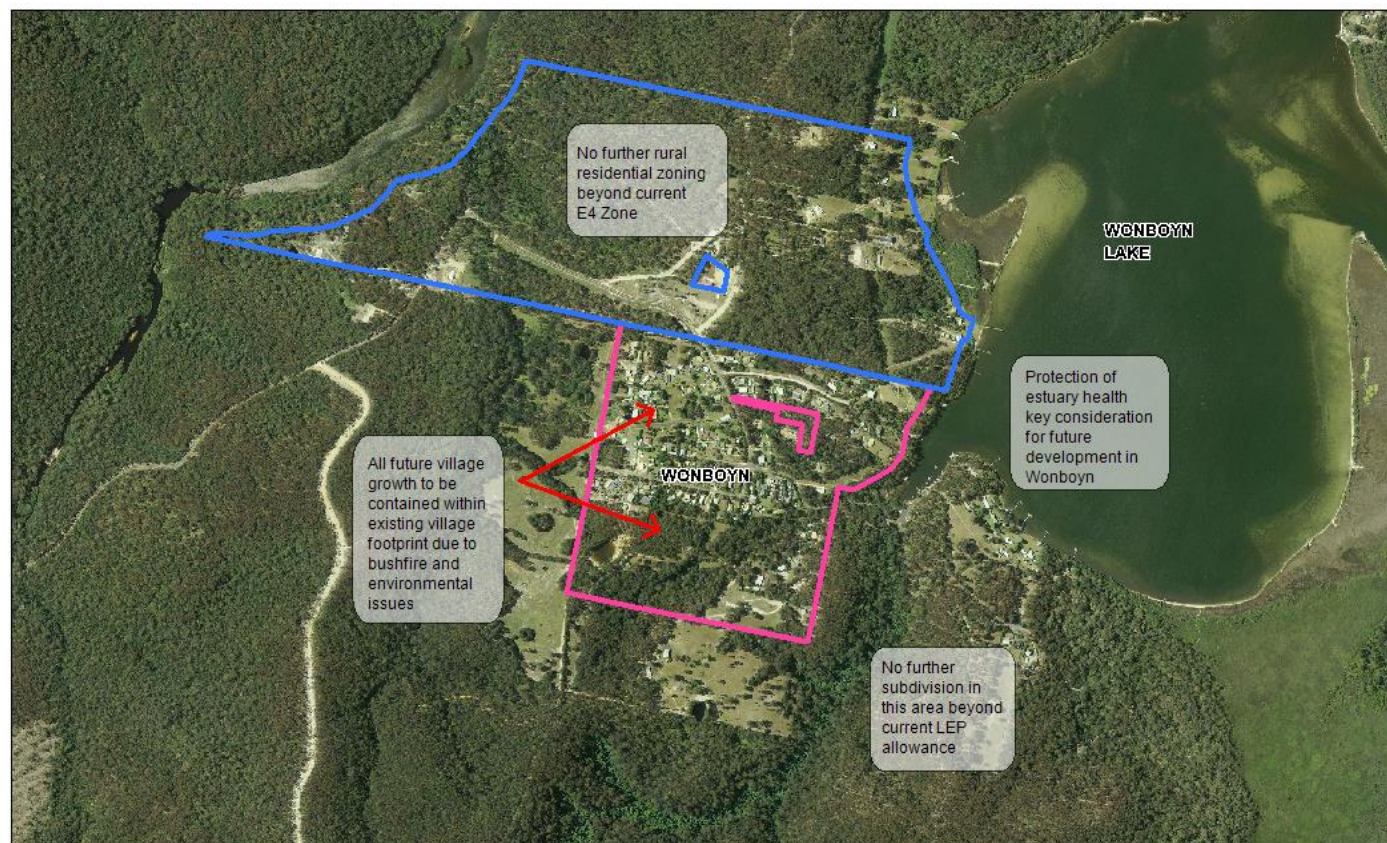 No further rural
residential zoning
beyond current
E4 Zone
WONBOYN
LAKE
Protection of
estuary health
key consideration
for future
development in
Wonboyn
All future village
growth to be
contained within
existing village
footprint due to
bushfire and
environmental
issues
WONBOYN
No further
subdivision in
this area beyond
current LEP
allowance